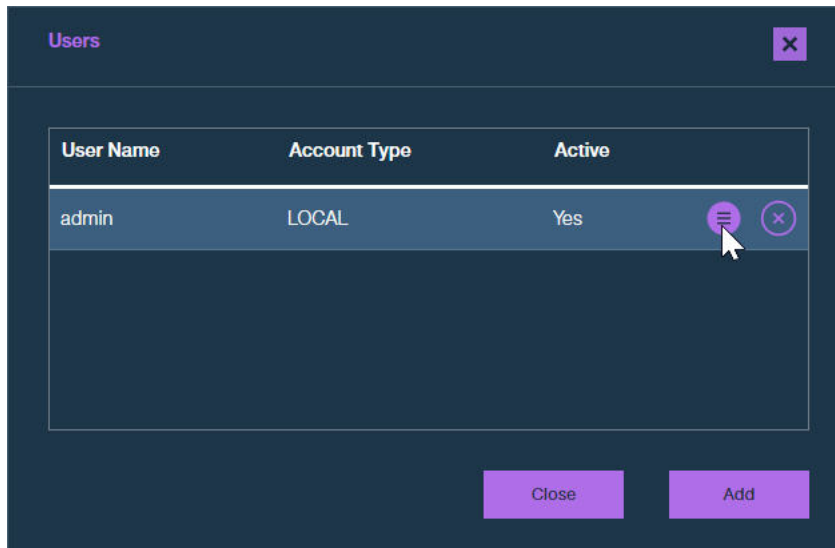 Users
User Name Account Type Active
admin LOCAL Yes
Close Add